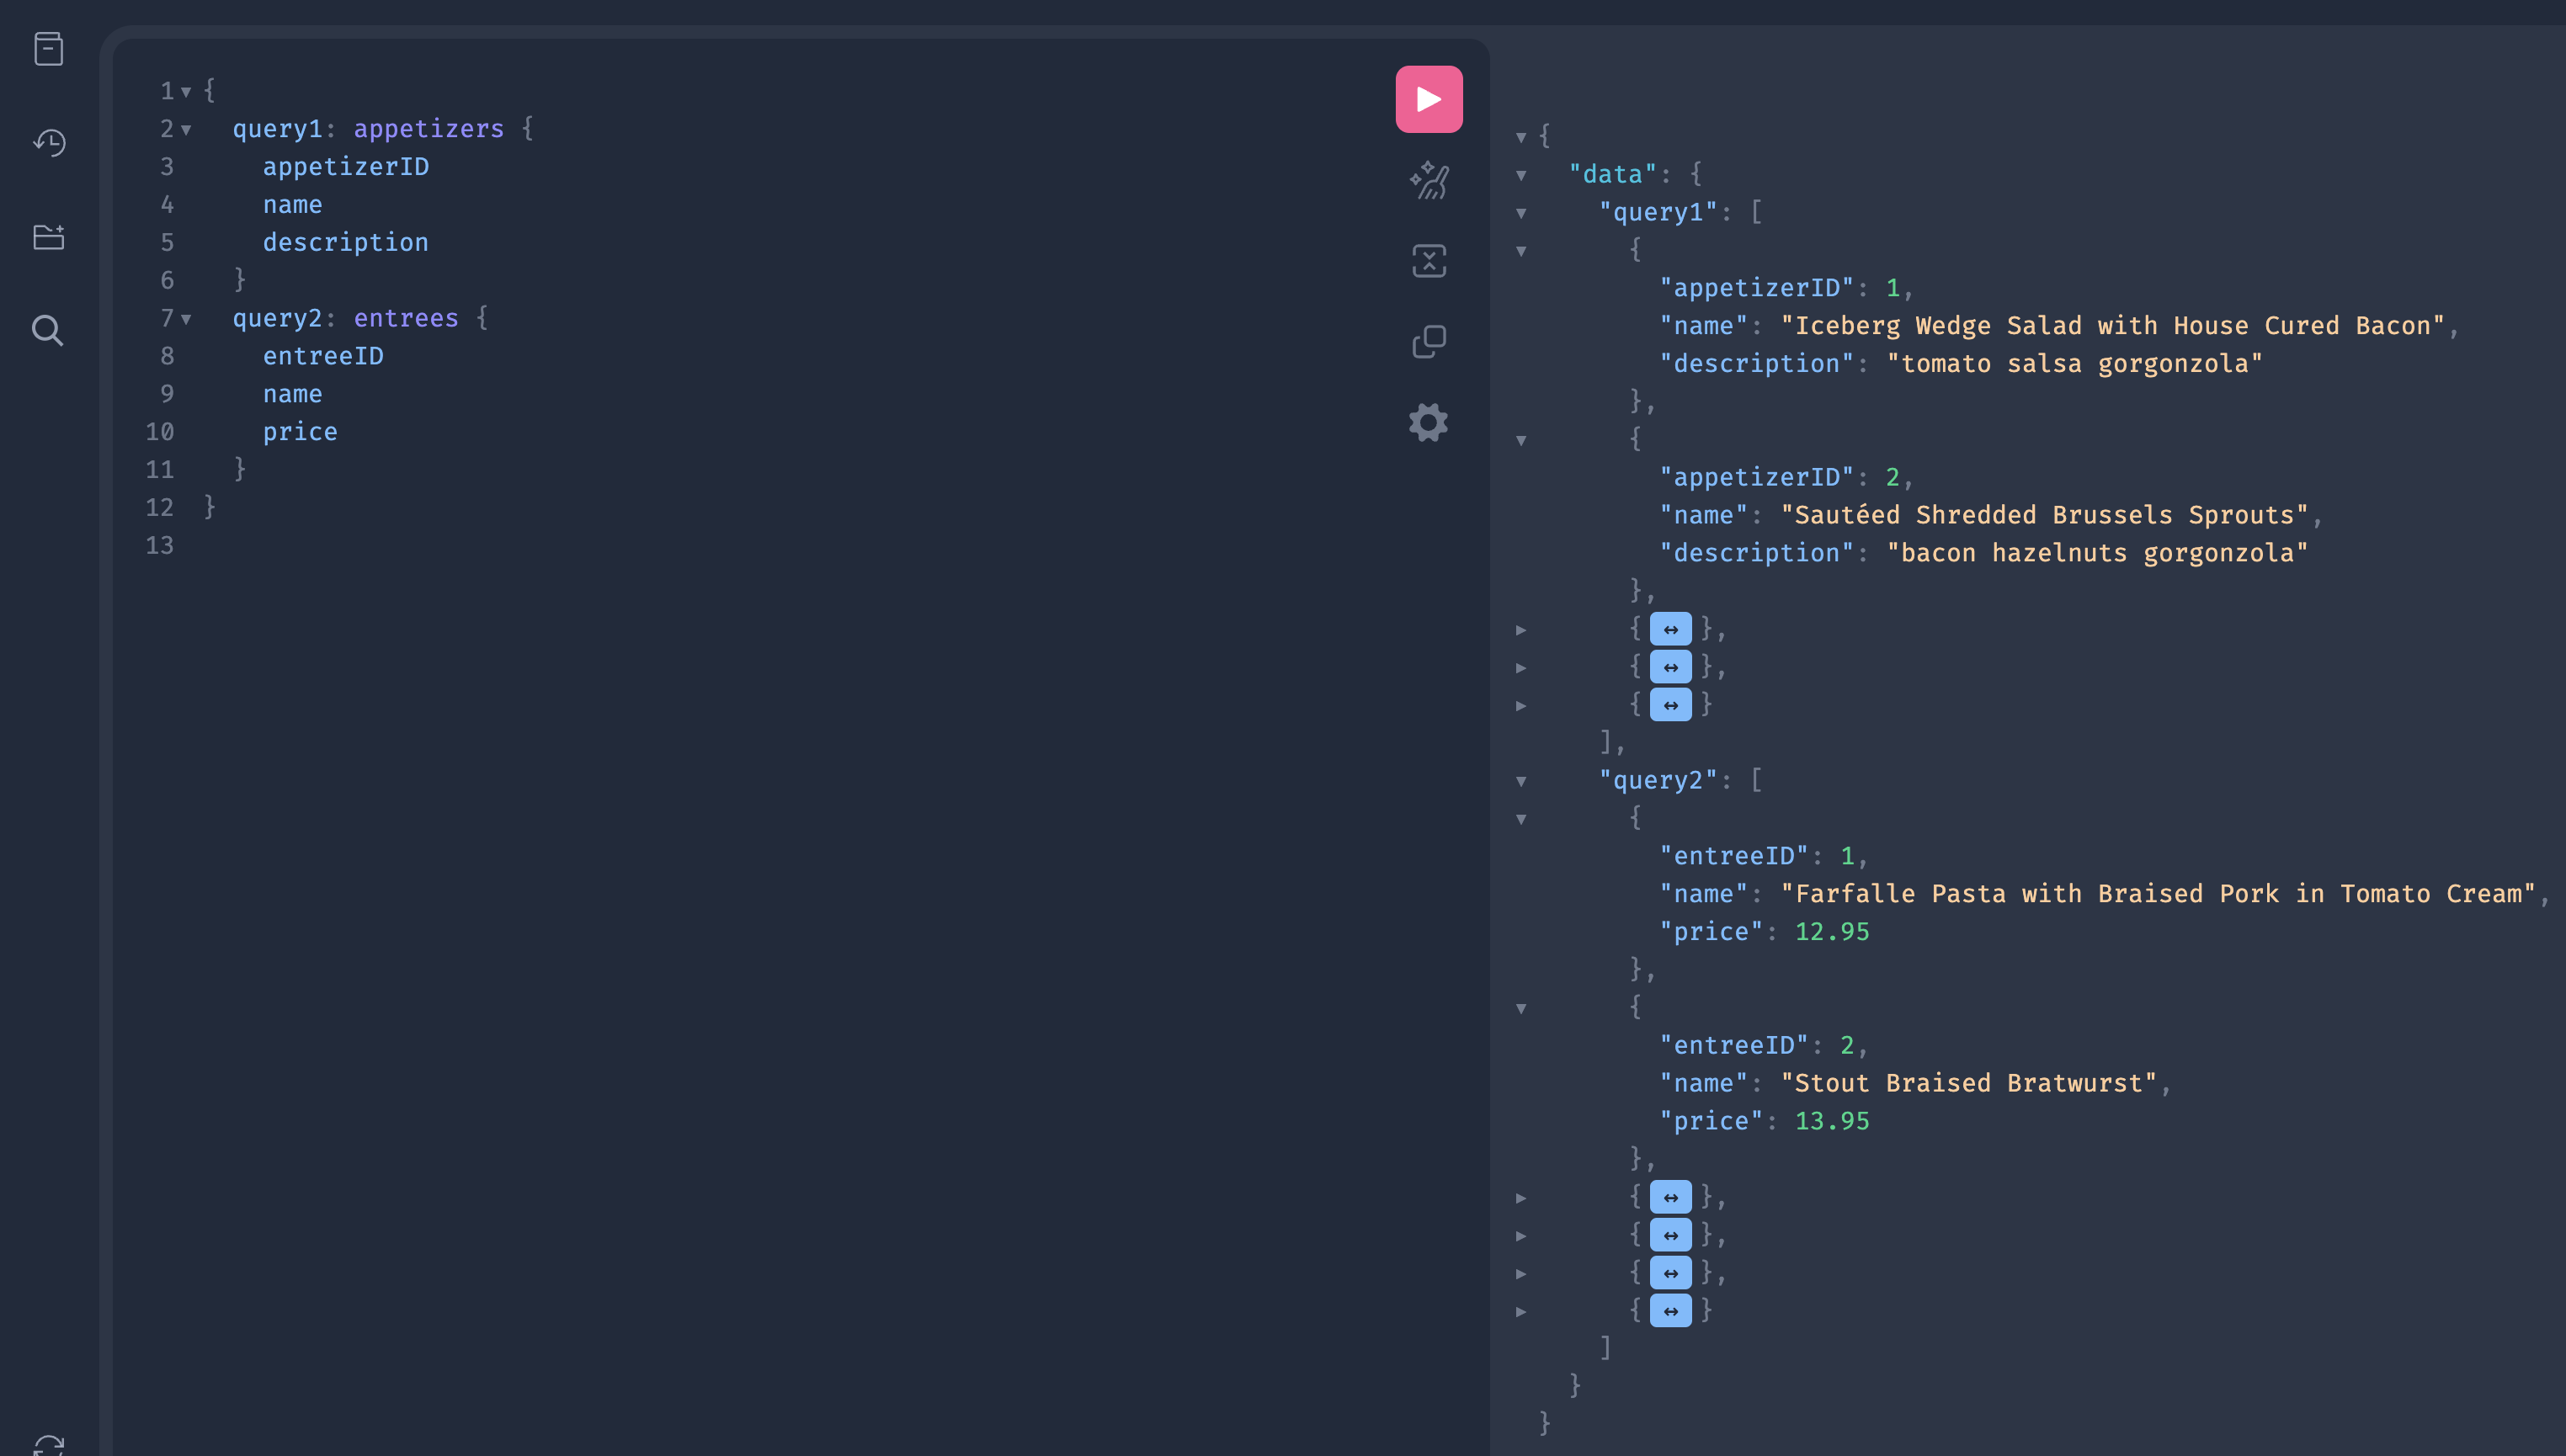 1 {
2   query1: appetizers {
3     appetizerID
4     name
5     description
6   }
7   query2: entrees {
8     entreeID
9     name
10     price
11   }
12 }
13
{
  "data": {
    "query1": [
      {
        "appetizerID": 1,
        "name": "Iceberg Wedge Salad with House Cured Bacon",
        "description": "tomato salsa gorgonzola"
      },
      {
        "appetizerID": 2,
        "name": "Sautéed Shredded Brussels Sprouts",
        "description": "bacon hazelnuts gorgonzola"
      },
      {↔},
      {↔},
      {↔}
    ],
    "query2": [
      {
        "entreeID": 1,
        "name": "Farfalle Pasta with Braised Pork in Tomato Cream",
        "price": 12.95
      },
      {
        "entreeID": 2,
        "name": "Stout Braised Bratwurst",
        "price": 13.95
      },
      {↔},
      {↔},
      {↔},
      {↔}
    ]
  }
}